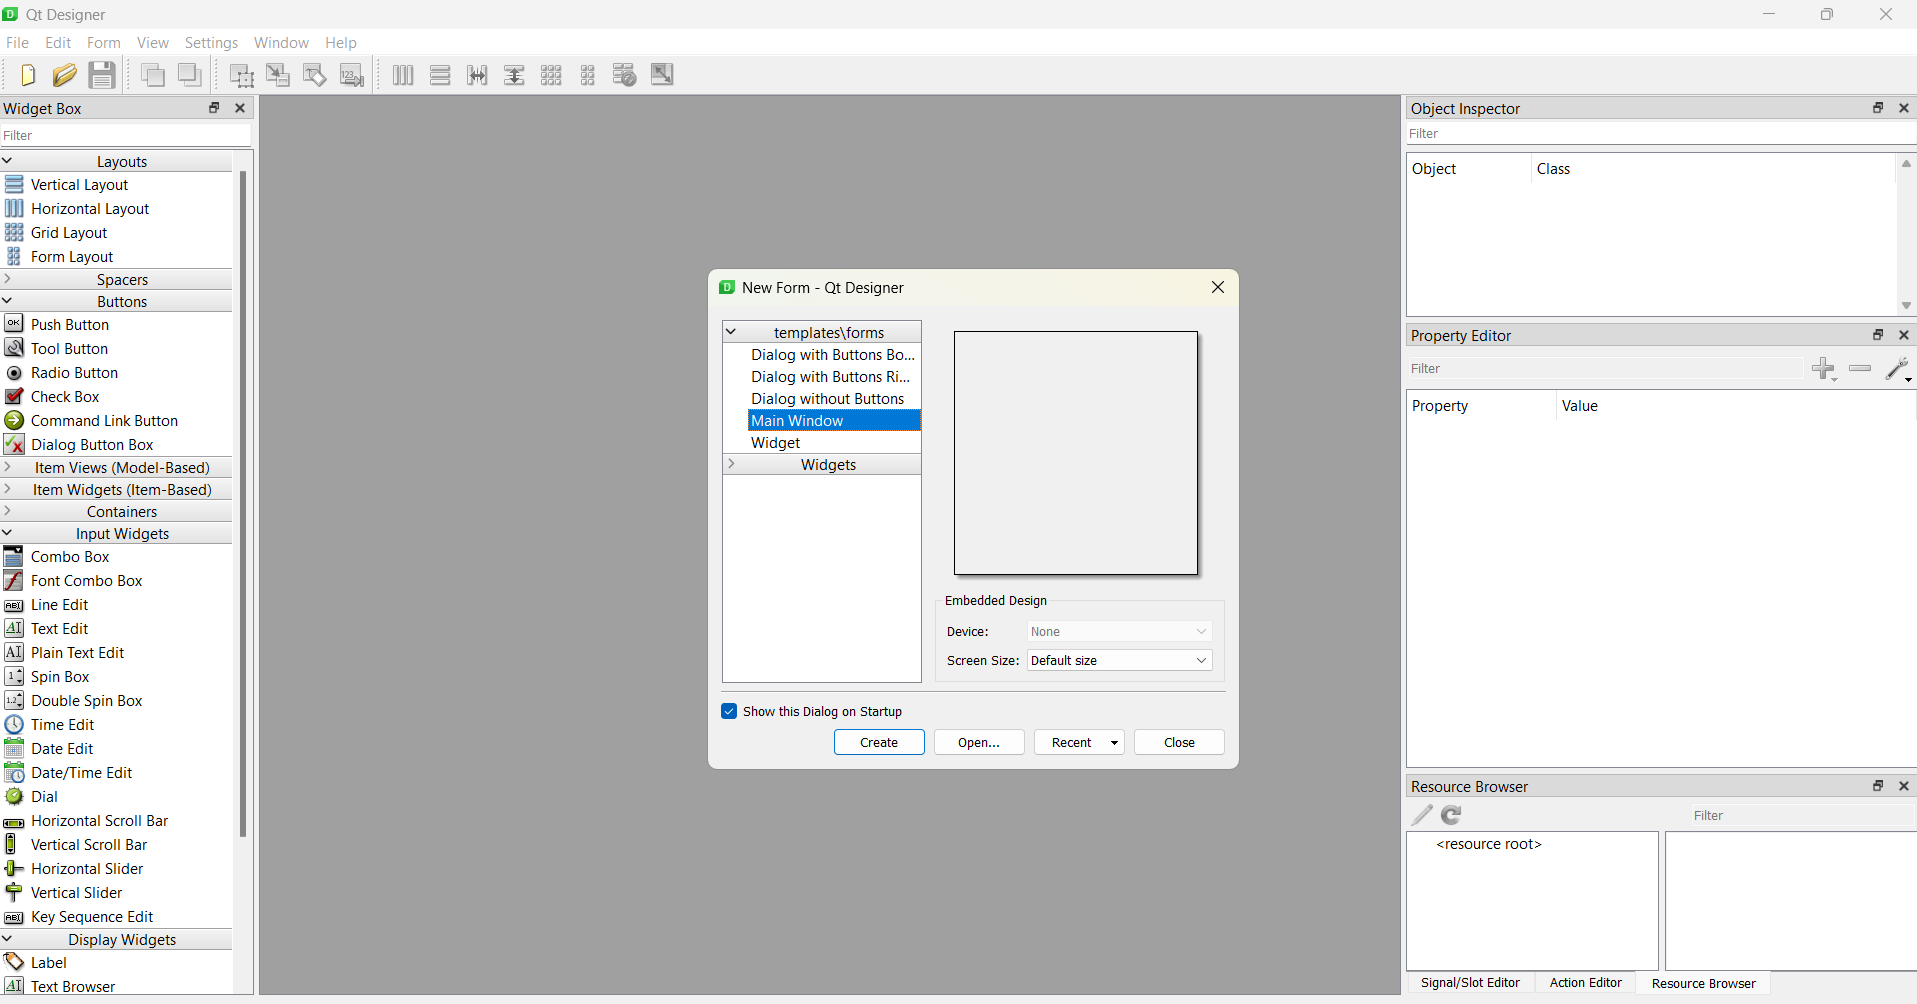 Qt Designer
File Edit Form View Settings Window Help
Widget Box
Filter
Layouts
Vertical Layout
Horizontal Layout
Grid Layout
Form Layout
Spacers
Buttons
Push Button
Tool Button
Radio Button
Check Box
Command Link Button
Dialog Button Box
Item Views (Model-Based)
Item Widgets (Item-Based)
Containers
Input Widgets
Combo Box
Font Combo Box
Line Edit
Text Edit
Plain Text Edit
Spin Box
Double Spin Box
Time Edit
Date Edit
Date/Time Edit
Dial
Horizontal Scroll Bar
Vertical Scroll Bar
Horizontal Slider
Vertical Slider
Key Sequence Edit
Display Widgets
Label
Text Browser
New Form - Qt Designer
templates\forms
Dialog with Buttons Bo...
Dialog with Buttons Ri...
Dialog without Buttons
Main Window
Widget
Widgets
Embedded Design
Device: None
Screen Size: Default size
Show this Dialog on Startup
Create Open... Recent Close
Object Inspector
Filter
Object Class
Property Editor
Filter
Property Value
Resource Browser
Filter
<resource root>
Signal/Slot Editor Action Editor Resource Browser